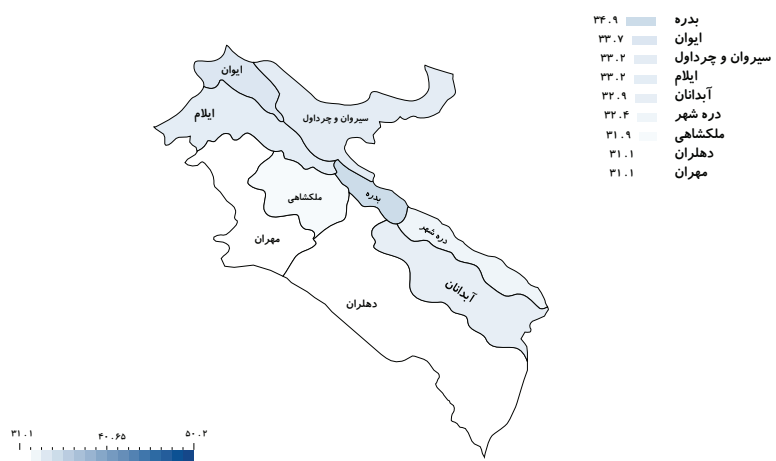 بدره ۳۴.۹
ایوان ۳۳.۷
سیروان و چرداول ۳۳.۲
ایلام ۳۳.۲
آبدانان ۳۲.۹
دره شهر ۳۲.۴
ملکشاهی ۳۱.۹
دهلران ۳۱.۱
مهران ۳۱.۱
ایوان
ایلام
سیروان و چرداول
ملکشاهی
بدره
مهران
دره شهر
آبدانان
دهلران
۳۱.۱ ۴۰.۶۵ ۵۰.۲